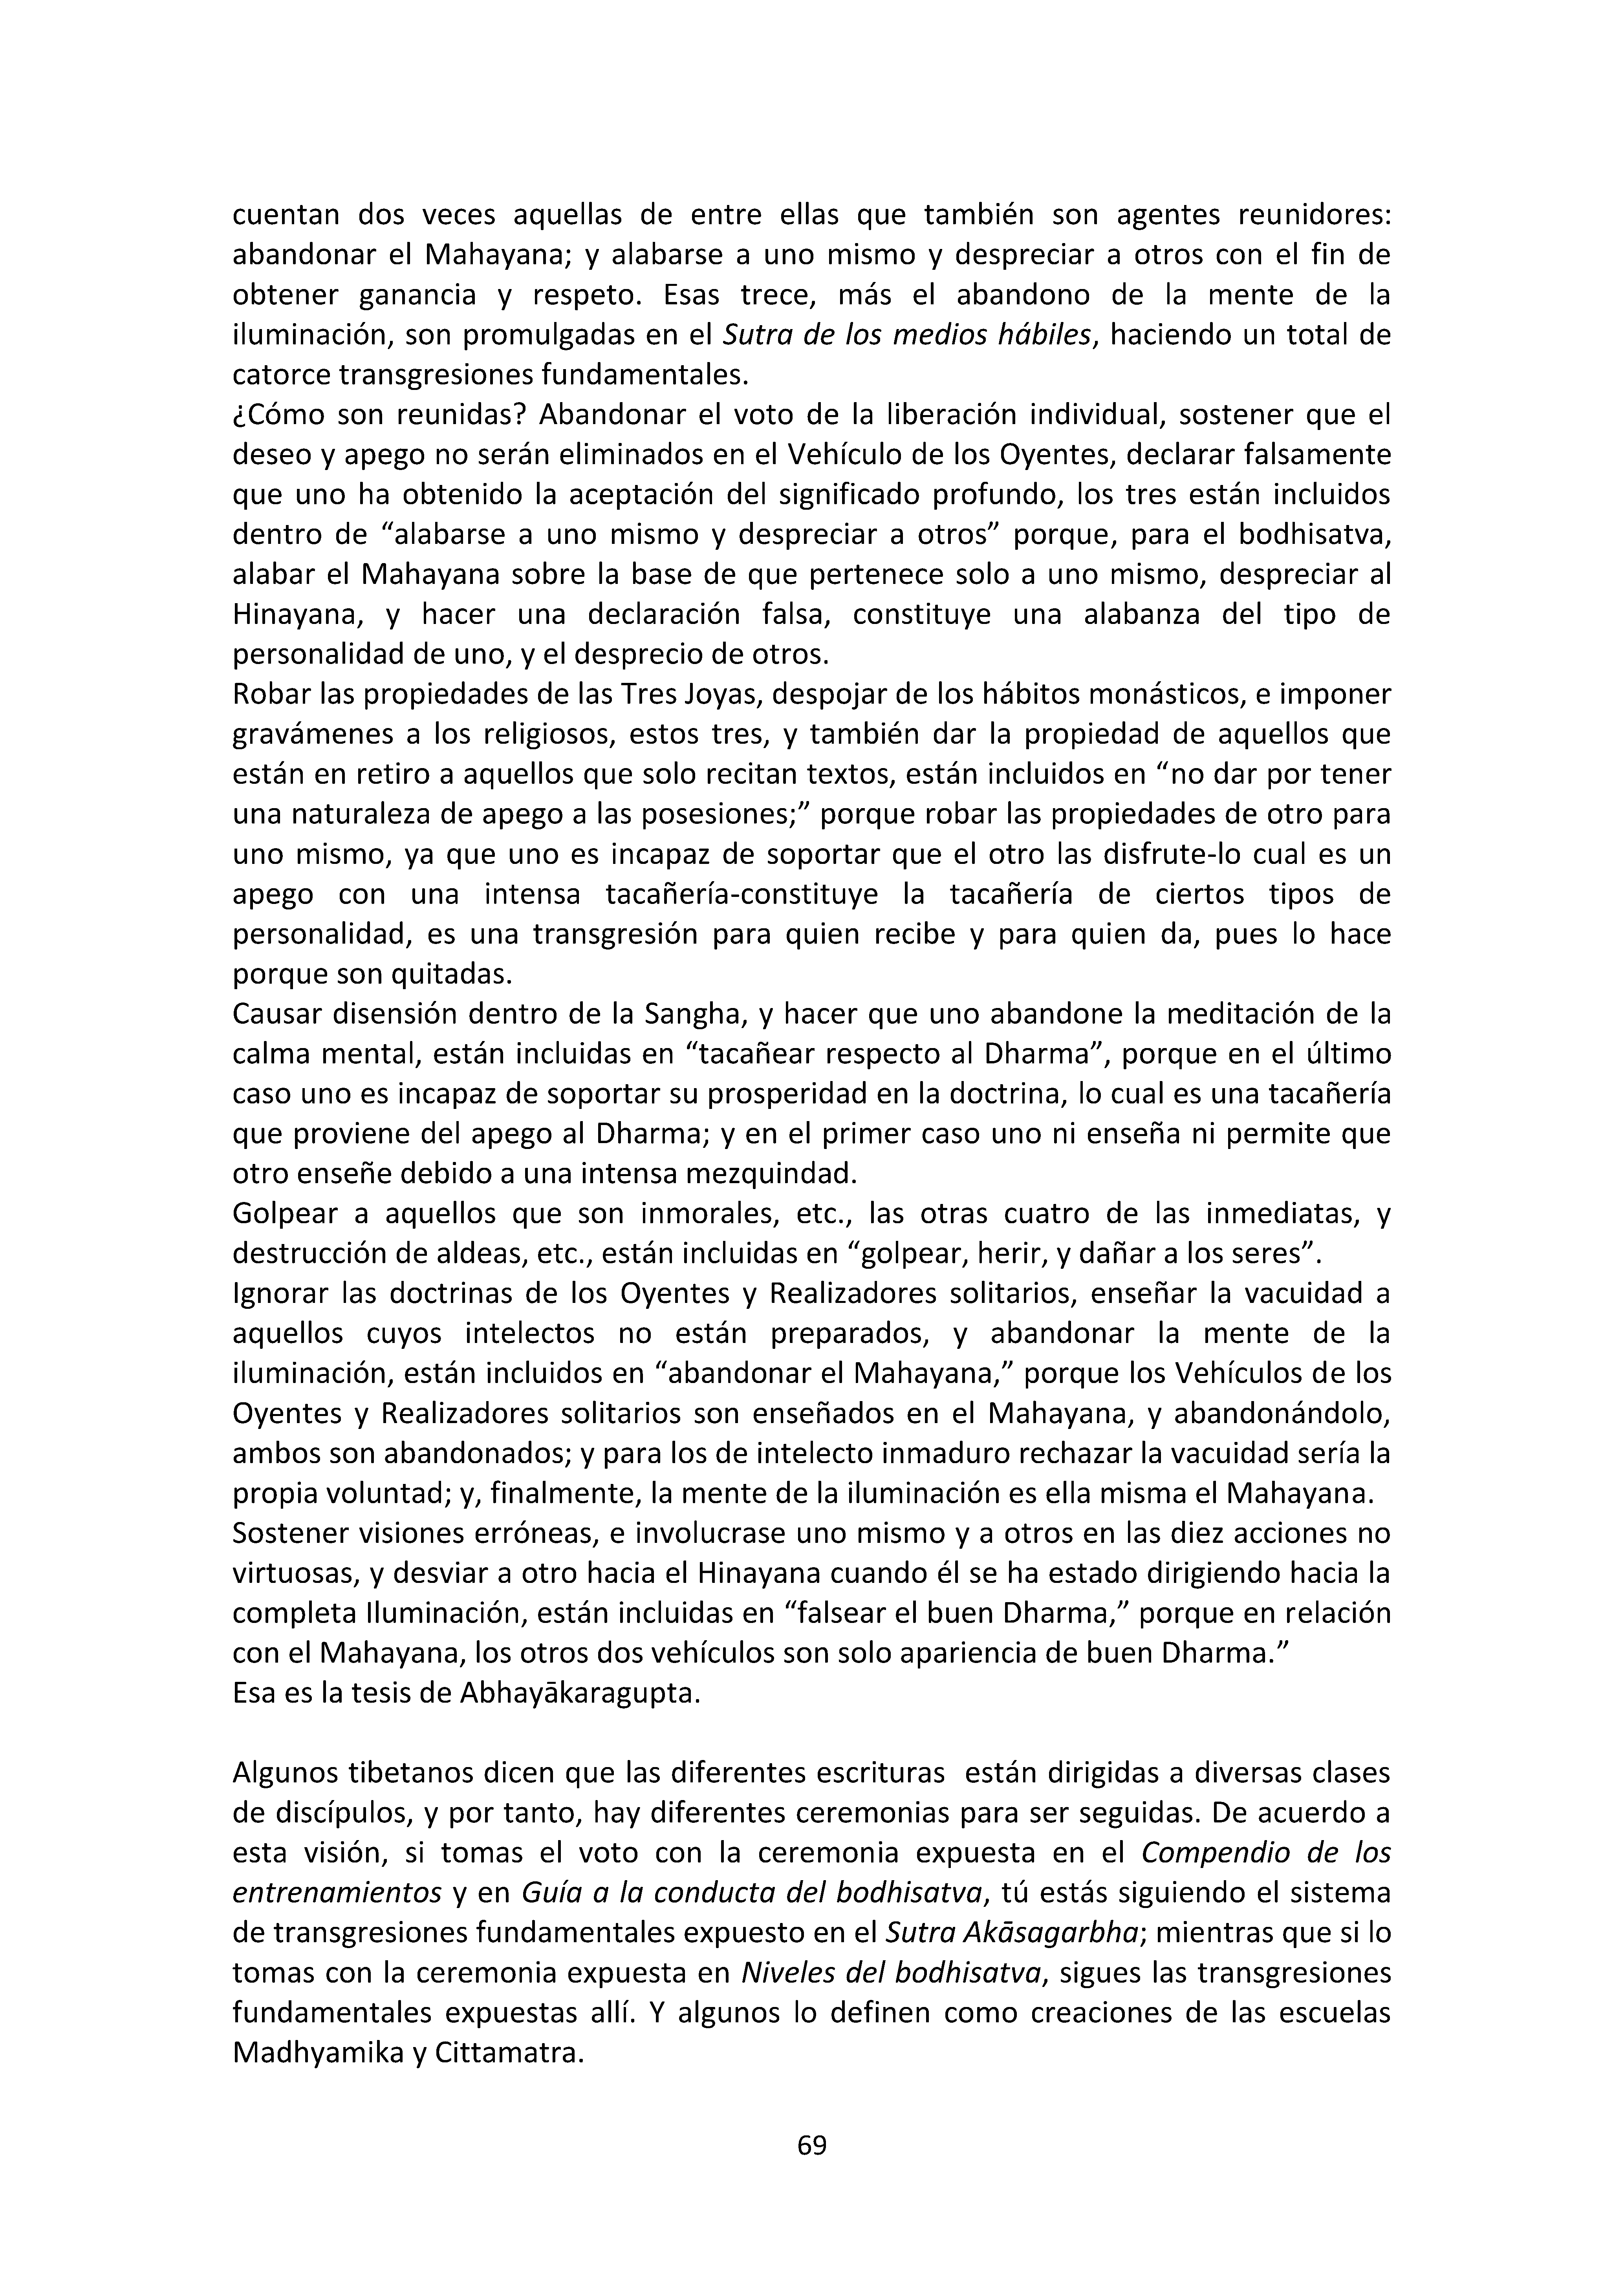 cuentan dos veces aquellas de entre ellas que también son agentes reunidores:
abandonar el Mahayana; y alabarse a uno mismo y despreciar a otros con el fin de
obtener ganancia y respeto. Esas trece, más el abandono de la mente de la
iluminación, son promulgadas en el Sutra de los medios hábiles, haciendo un total de
catorce transgresiones fundamentales.
¿Cómo son reunidas? Abandonar el voto de la liberación individual, sostener que el
deseo y apego no serán eliminados en el Vehículo de los Oyentes, declarar falsamente
que uno ha obtenido la aceptación del significado profundo, los tres están incluidos
dentro de “alabarse a uno mismo y despreciar a otros” porque, para el bodhisatva,
alabar el Mahayana sobre la base de que pertenece solo a uno mismo, despreciar al
Hinayana, y hacer una declaración falsa, constituye una alabanza del tipo de
personalidad de uno, y el desprecio de otros.
Robar las propiedades de las Tres Joyas, despojar de los hábitos monásticos, e imponer
gravámenes a los religiosos, estos tres, y también dar la propiedad de aquellos que
están en retiro a aquellos que solo recitan textos, están incluidos en “no dar por tener
una naturaleza de apego a las posesiones;” porque robar las propiedades de otro para
uno mismo, ya que uno es incapaz de soportar que el otro las disfrute-lo cual es un
apego con una intensa tacañería-constituye la tacañería de ciertos tipos de
personalidad, es una transgresión para quien recibe y para quien da, pues lo hace
porque son quitadas.
Causar disensión dentro de la Sangha, y hacer que uno abandone la meditación de la
calma mental, están incluidas en “tacañear respecto al Dharma”, porque en el último
caso uno es incapaz de soportar su prosperidad en la doctrina, lo cual es una tacañería
que proviene del apego al Dharma; y en el primer caso uno ni enseña ni permite que
otro enseñe debido a una intensa mezquindad.
Golpear a aquellos que son inmorales, etc., las otras cuatro de las inmediatas, y
destrucción de aldeas, etc., están incluidas en “golpear, herir, y dañar a los seres”.
Ignorar las doctrinas de los Oyentes y Realizadores solitarios, enseñar la vacuidad a
aquellos cuyos intelectos no están preparados, y abandonar la mente de la
iluminación, están incluidos en “abandonar el Mahayana,” porque los Vehículos de los
Oyentes y Realizadores solitarios son enseñados en el Mahayana, y abandonándolo,
ambos son abandonados; y para los de intelecto inmaduro rechazar la vacuidad sería la
propia voluntad; y, finalmente, la mente de la iluminación es ella misma el Mahayana.
Sostener visiones erróneas, e involucrase uno mismo y a otros en las diez acciones no
virtuosas, y desviar a otro hacia el Hinayana cuando él se ha estado dirigiendo hacia la
completa Iluminación, están incluidas en “falsear el buen Dharma,” porque en relación
con el Mahayana, los otros dos vehículos son solo apariencia de buen Dharma.”
Esa es la tesis de Abhayākaragupta.
Algunos tibetanos dicen que las diferentes escrituras  están dirigidas a diversas clases
de discípulos, y por tanto, hay diferentes ceremonias para ser seguidas. De acuerdo a
esta visión, si tomas el voto con la ceremonia expuesta en el Compendio de los
entrenamientos y en Guía a la conducta del bodhisatva, tú estás siguiendo el sistema
de transgresiones fundamentales expuesto en el Sutra Akāsagarbha; mientras que si lo
tomas con la ceremonia expuesta en Niveles del bodhisatva, sigues las transgresiones
fundamentales expuestas allí. Y algunos lo definen como creaciones de las escuelas
Madhyamika y Cittamatra.
69